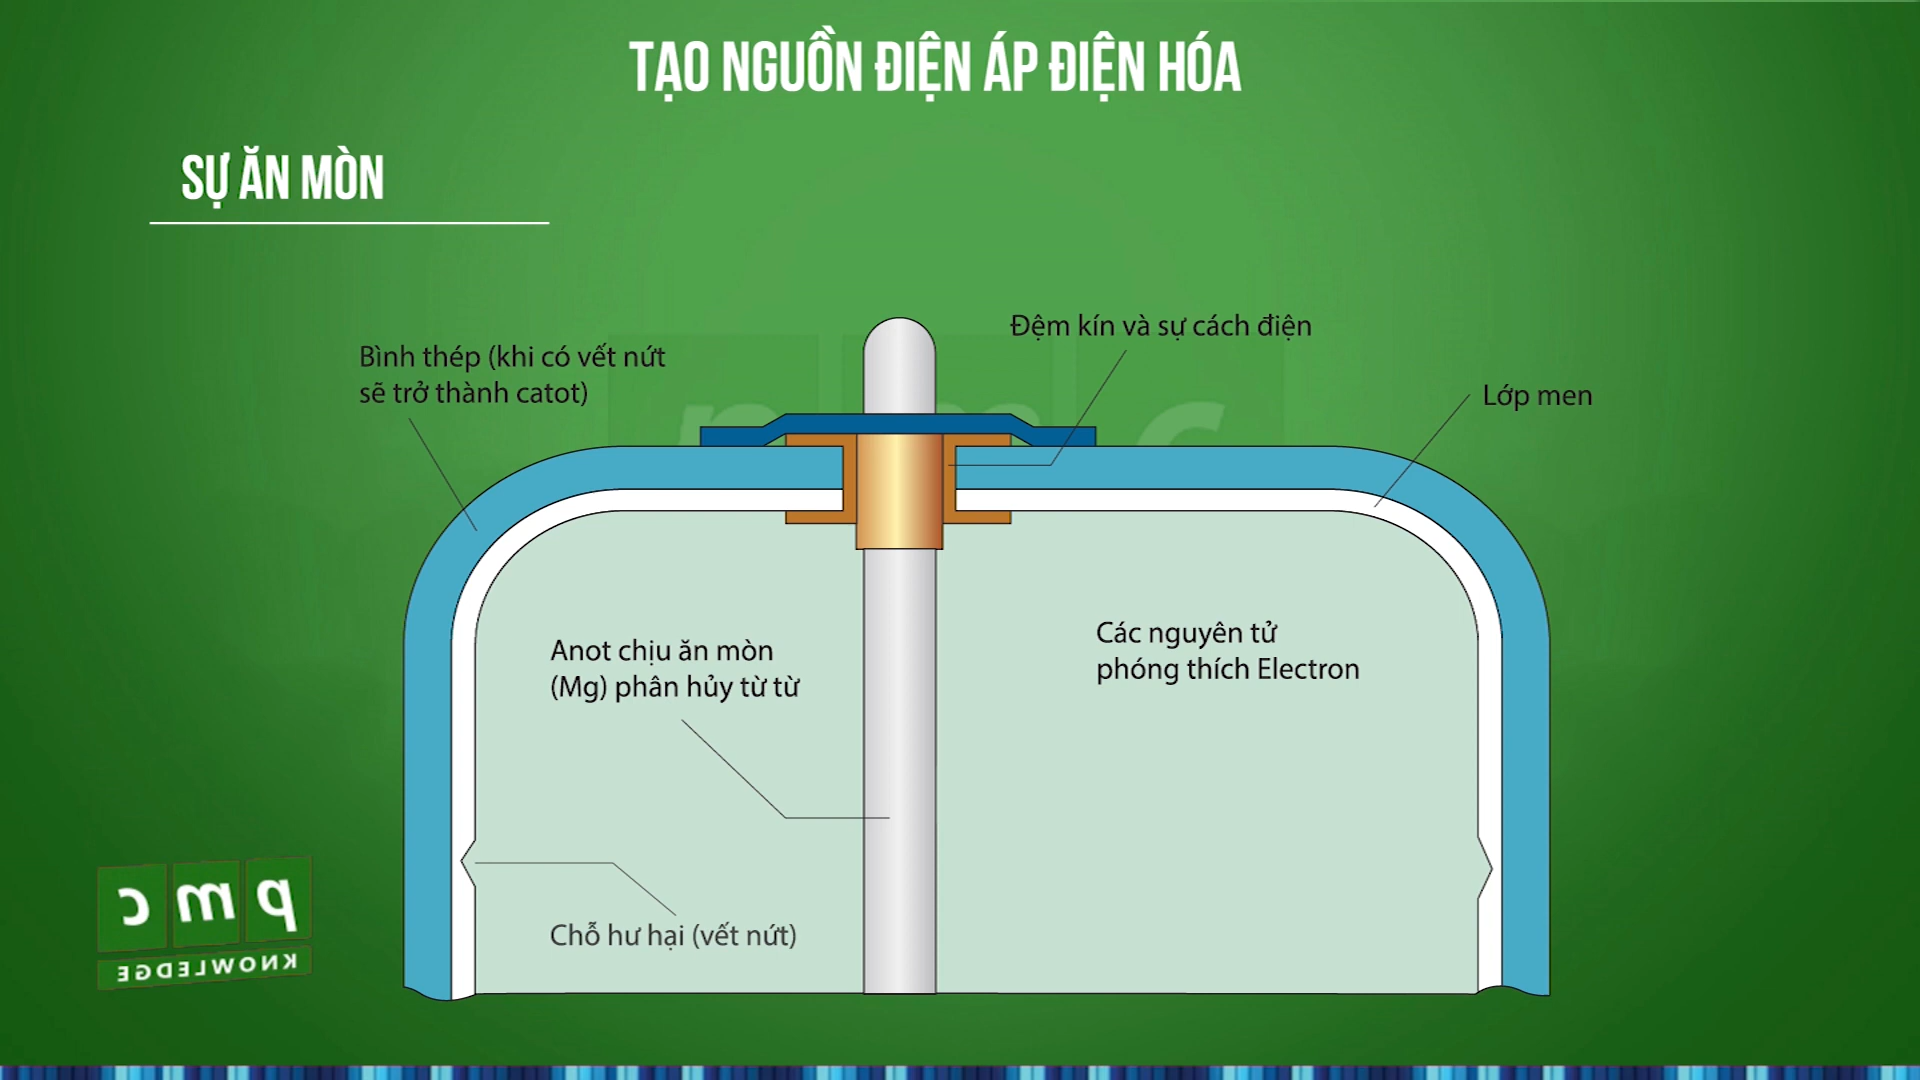 TẠO NGUỒN ĐIỆN ÁP ĐIỆN HÓA
SỰ ĂN MÒN
Đệm kín và sự cách điện
Bình thép (khi có vết nứt
sẽ trở thành catot)
Lớp men
Anot chịu ăn mòn
(Mg) phân hủy từ từ
Các nguyên tử
phóng thích Electron
Chỗ hư hại (vết nứt)
pmc
KNOWLEDGE
pmc